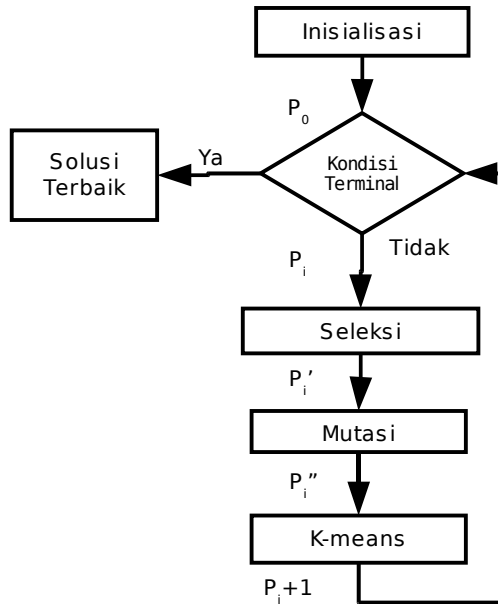 Inisialisasi
P₀
Kondisi
Terminal
Ya
Solusi
Terbaik
Tidak
Pᵢ
Seleksi
Pᵢ’
Mutasi
Pᵢ”
K-means
Pᵢ+1